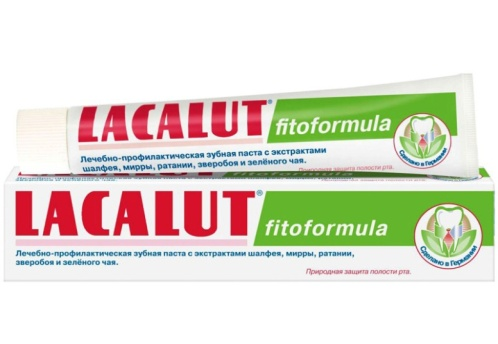 LACALUT® fitoformula
Лечебно-профилактическая зубная паста с экстрактами
шалфея, мирры, ратании, зверобоя и зелёного чая.
Природная защита полости рта.
Сделано в Германии
LACALUT® fitoformula
Лечебно-профилактическая зубная паста с экстрактами шалфея, мирры, ратании,
зверобоя и зелёного чая.
Природная защита полости рта.
Сделано в Германии